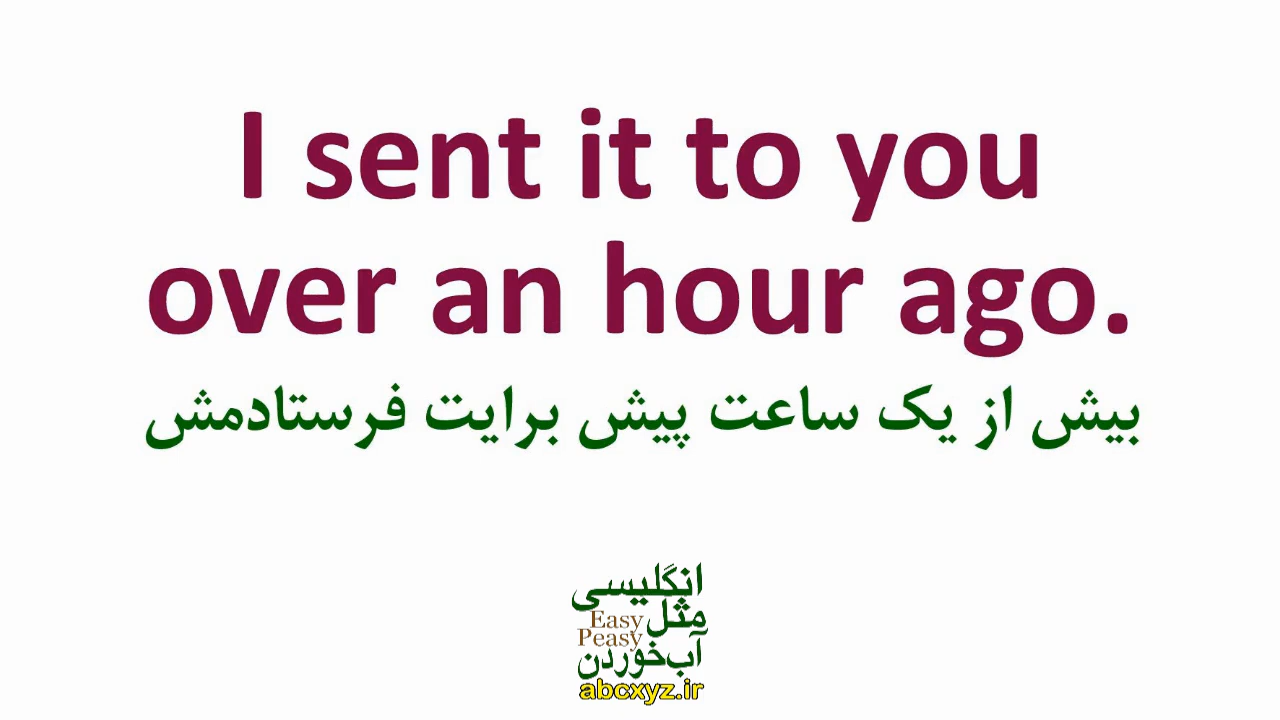 I sent it to you
over an hour ago.
بیش از یک ساعت پیش برایت فرستادمش
انگلیسی
مثل
Easy
Peasy
آب‌خوردن
abcxyz.ir